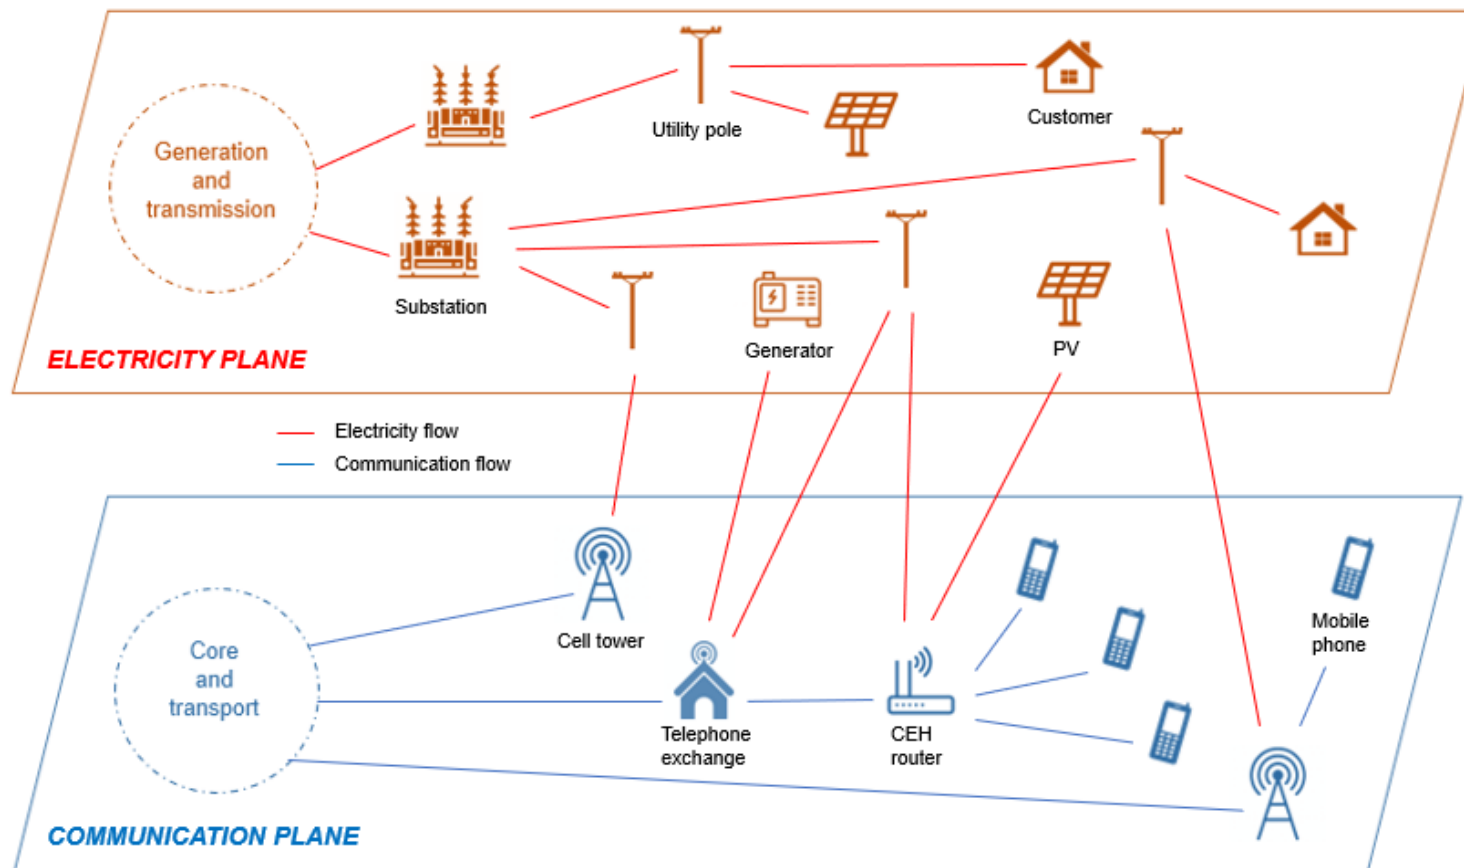 Generation
and
transmission
Utility pole
Customer
Substation
Generator
PV
ELECTRICITY PLANE
Electricity flow
Communication flow
Core
and
transport
Cell tower
Telephone
exchange
CEH
router
Mobile
phone
COMMUNICATION PLANE